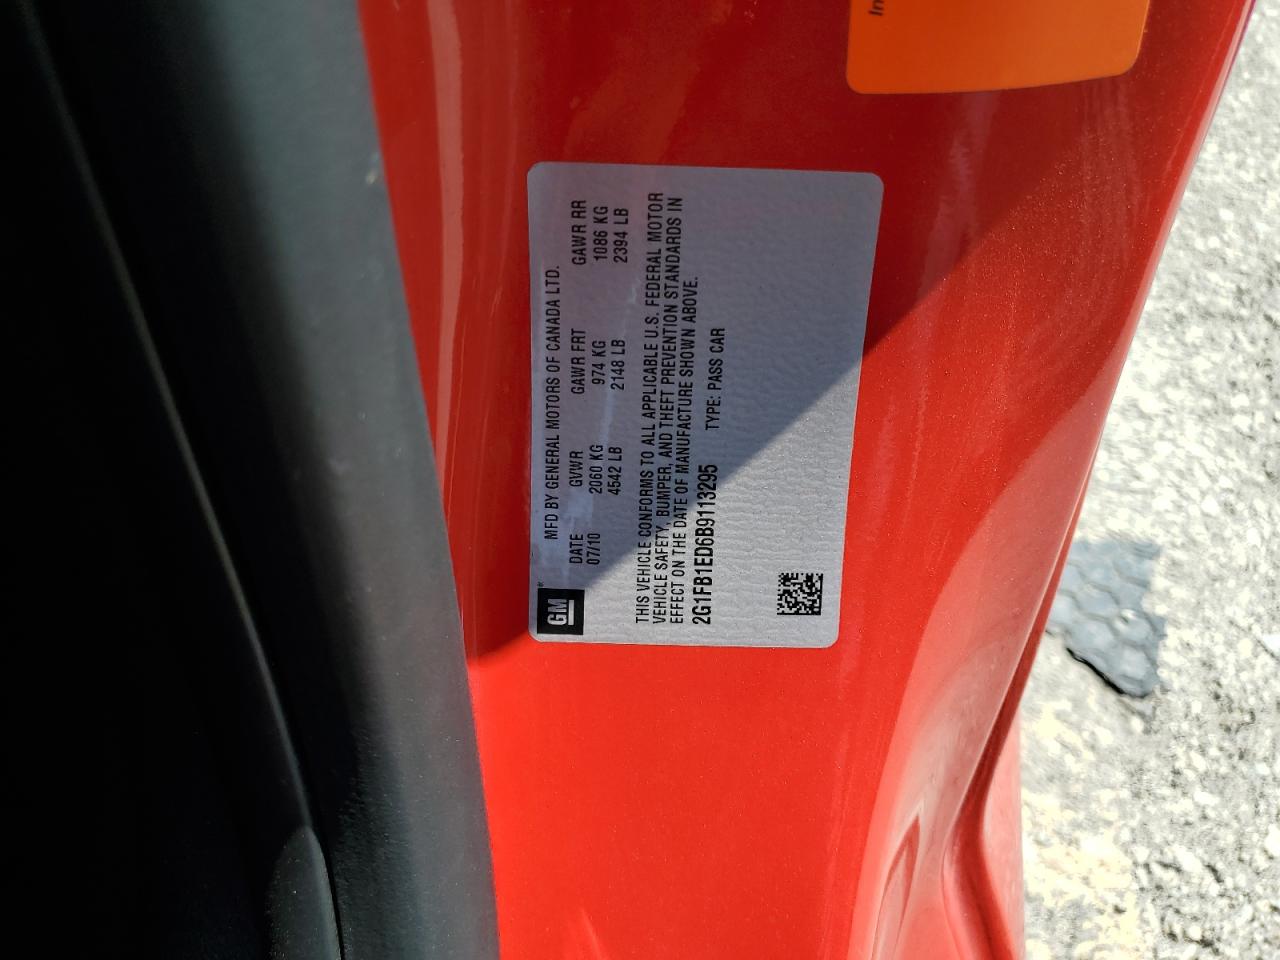 In
GM®
MFD BY GENERAL MOTORS OF CANADA LTD.
DATE GVWR GAWR FRT GAWR RR
07/10 2060 KG 974 KG 1086 KG
4542 LB 2148 LB 2394 LB
THIS VEHICLE CONFORMS TO ALL APPLICABLE U.S. FEDERAL MOTOR
VEHICLE SAFETY, BUMPER, AND THEFT PREVENTION STANDARDS IN
EFFECT ON THE DATE OF MANUFACTURE SHOWN ABOVE.
2G1FB1ED6B9113295 TYPE: PASS CAR